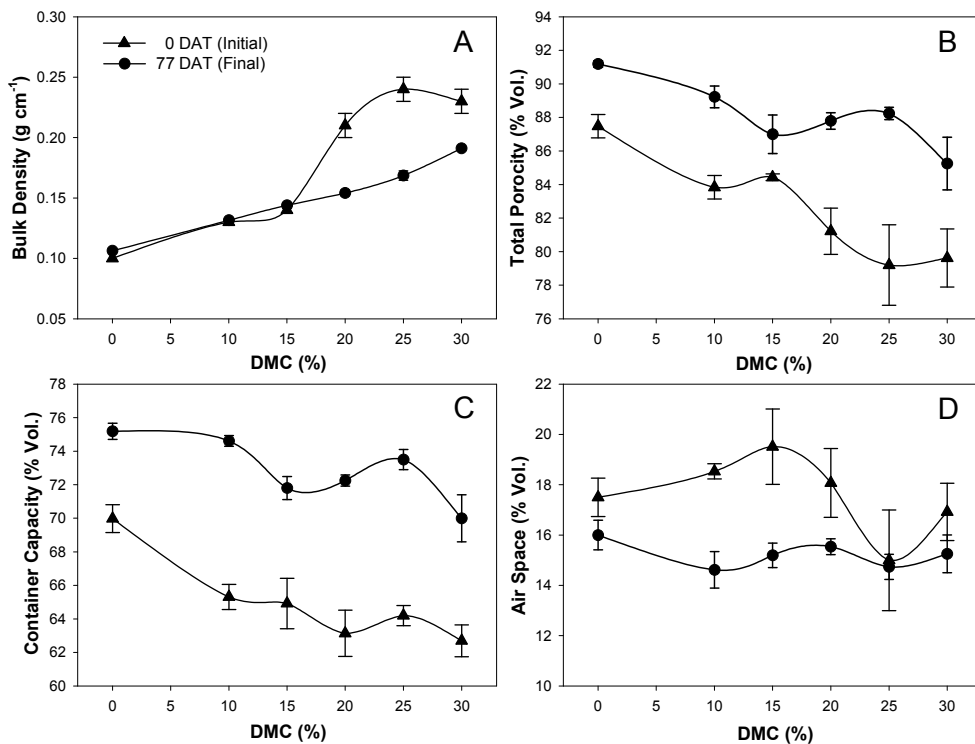 A
0 DAT (Initial)
77 DAT (Final)
Bulk Density (g cm⁻¹)
0.30
0.25
0.20
0.15
0.10
0.05
0 5 10 15 20 25 30
DMC (%)
B
Total Porocity (% Vol.)
94
92
90
88
86
84
82
80
78
76
0 5 10 15 20 25 30
DMC (%)
C
Container Capacity (% Vol.)
78
76
74
72
70
68
66
64
62
60
0 5 10 15 20 25 30
DMC (%)
D
Air Space (% Vol.)
22
20
18
16
14
12
10
0 5 10 15 20 25 30
DMC (%)